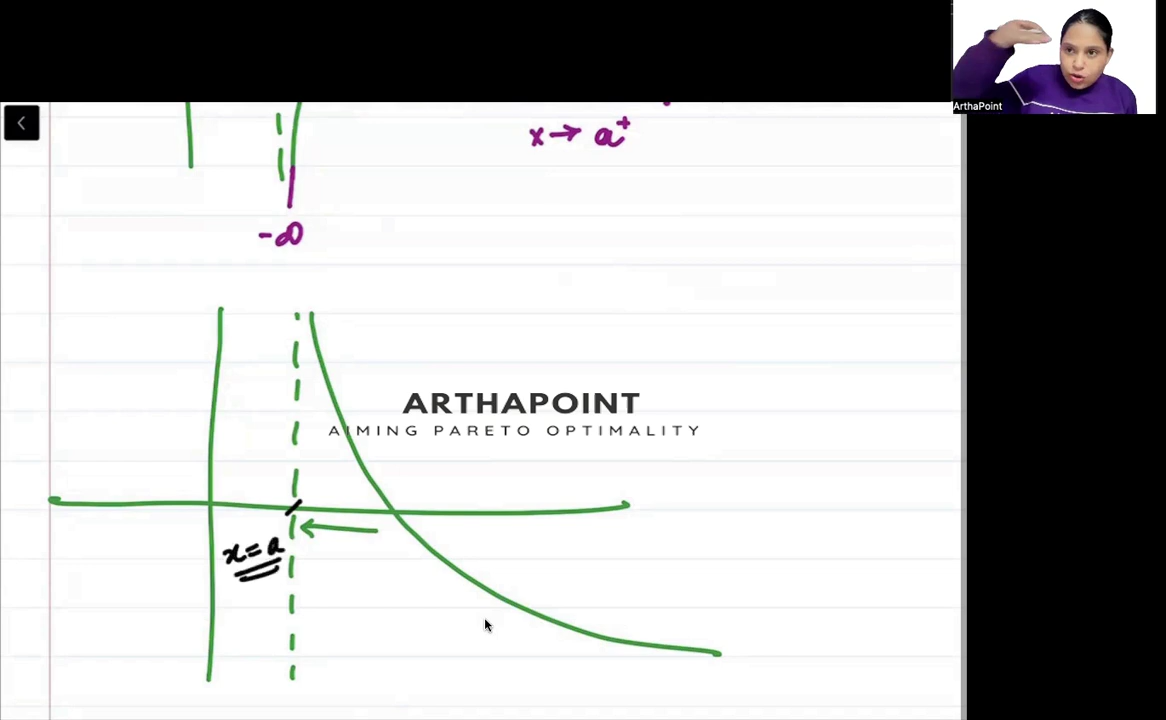 ArthaPoint
x → a⁺
-∞
ARTHAPOINT
AIMING PARETO OPTIMALITY
x = a